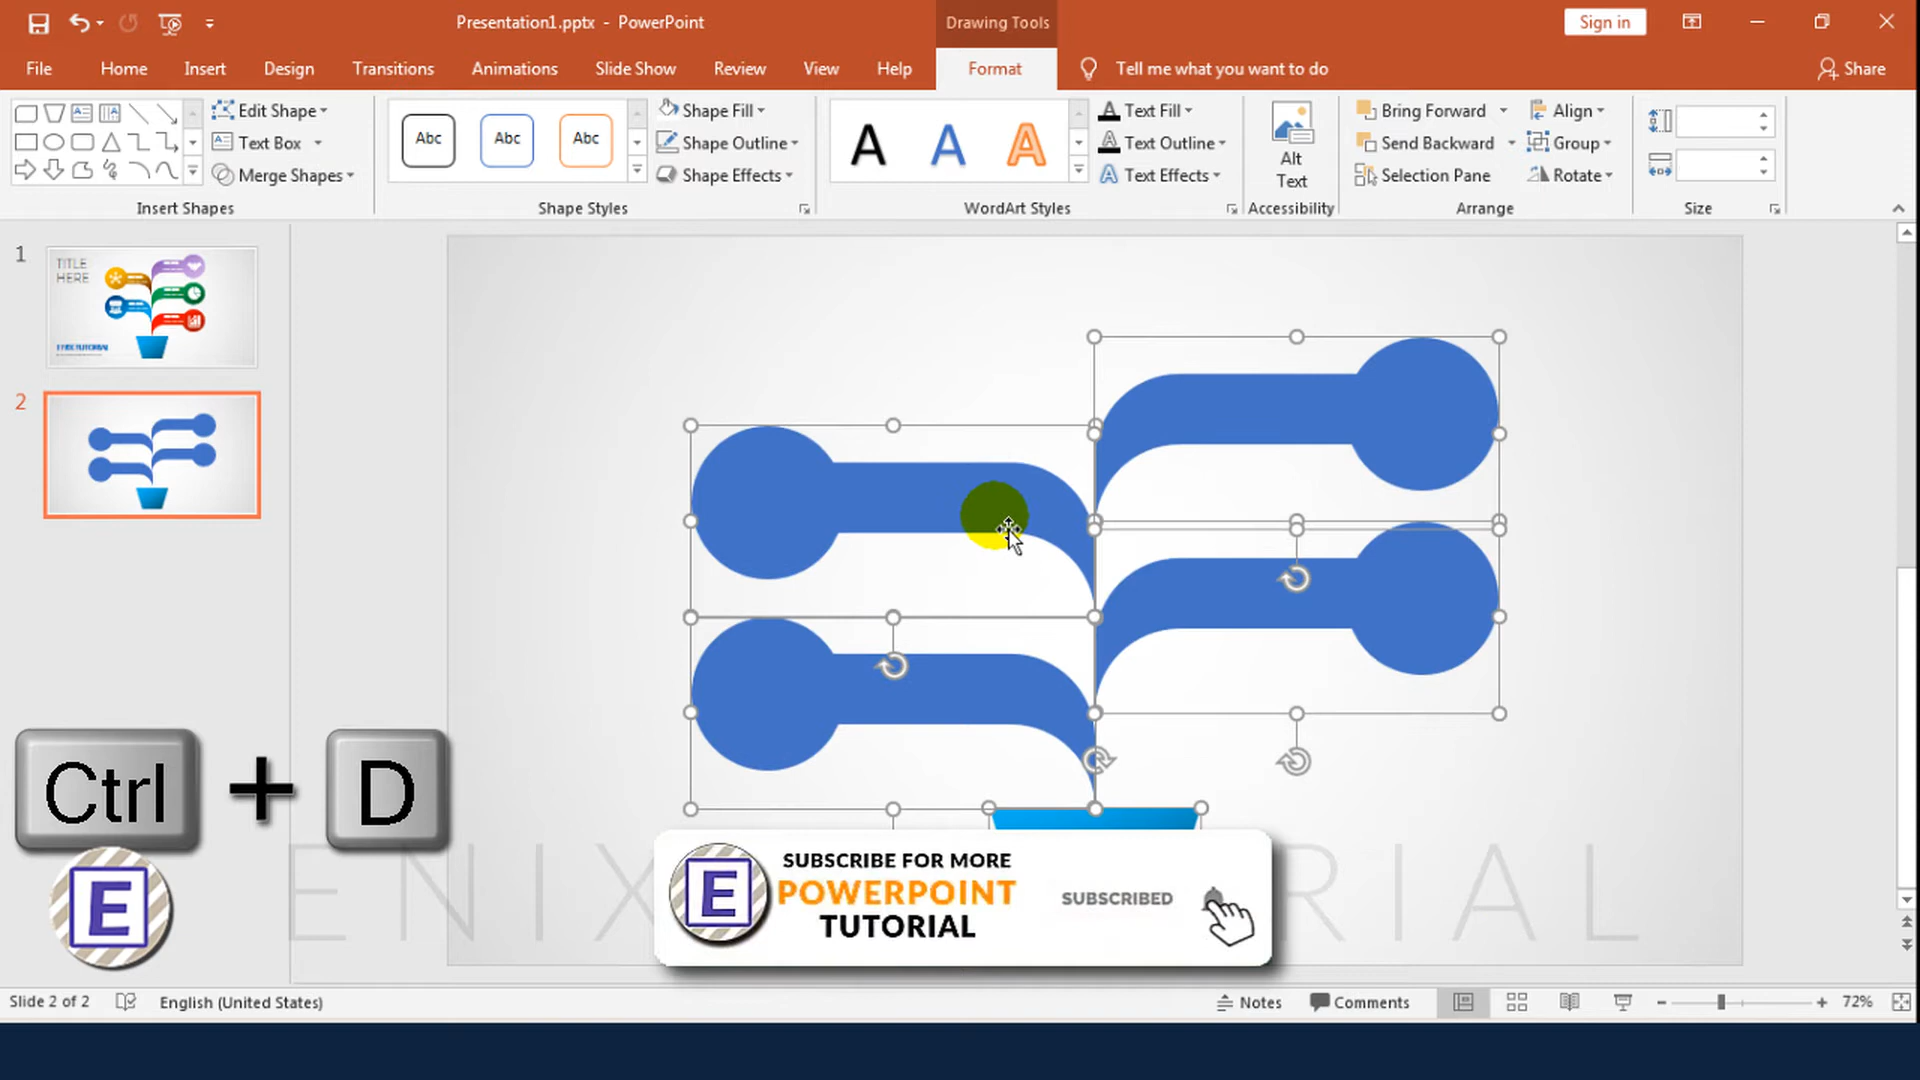 Presentation1.pptx - PowerPoint
Drawing Tools
Sign in
File
Home
Insert
Design
Transitions
Animations
Slide Show
Review
View
Help
Format
Tell me what you want to do
Share
Edit Shape
Text Box
Merge Shapes
Insert Shapes
Abc
Abc
Abc
Shape Fill
Shape Outline
Shape Effects
Shape Styles
A
A
A
Text Fill
Text Outline
Text Effects
WordArt Styles
Alt
Text
Accessibility
Bring Forward
Send Backward
Selection Pane
Align
Group
Rotate
Arrange
Size
1
TITLE
HERE
2
Ctrl + D
E
SUBSCRIBE FOR MORE
POWERPOINT
TUTORIAL
SUBSCRIBED
E
Slide 2 of 2
English (United States)
Notes
Comments
72%